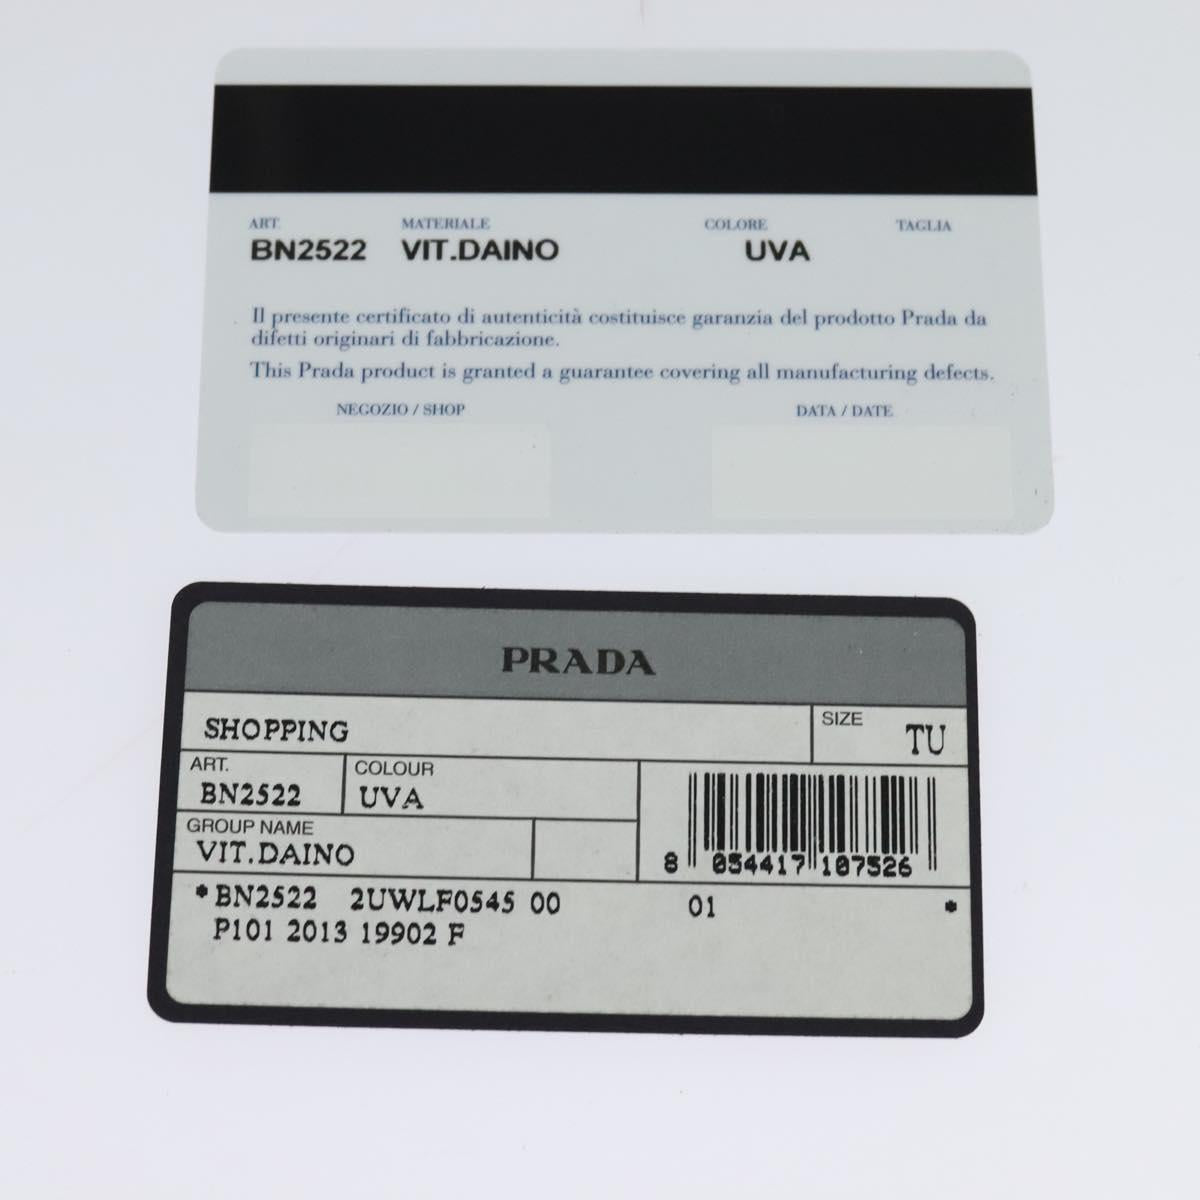 ART. MATERIALE COLORE TAGLIA
BN2522 VIT.DAINO UVA
Il presente certificato di autenticità costituisce garanzia del prodotto Prada da
difetti originari di fabbricazione.
This Prada product is granted a guarantee covering all manufacturing defects.
NEGOZIO / SHOP DATA / DATE
PRADA
SHOPPING SIZE TU
ART. COLOUR
BN2522 UVA
GROUP NAME
VIT.DAINO
8 054417 107526
*BN2522 2UWLF0545 00 01 *
P101 2013 19902 F